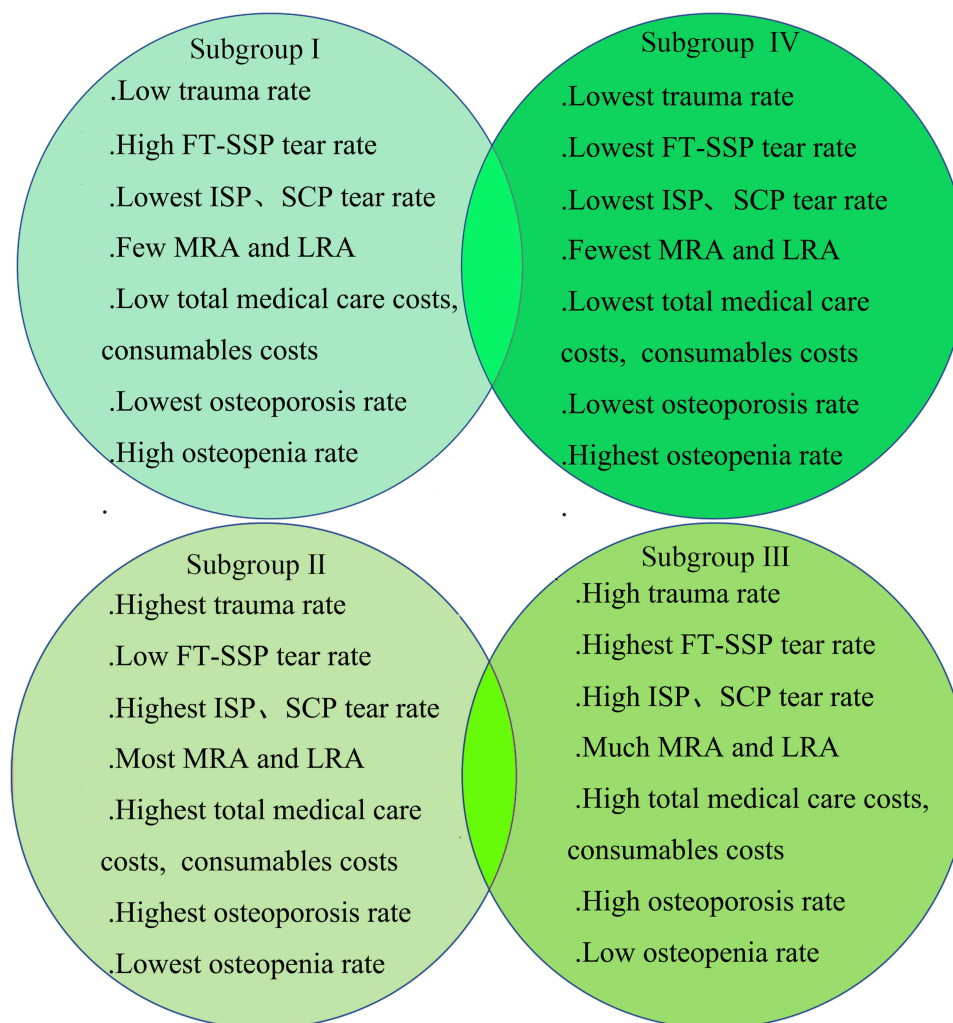 Subgroup I
.Low trauma rate
.High FT-SSP tear rate
.Lowest ISP、SCP tear rate
.Few MRA and LRA
.Low total medical care costs,
consumables costs
.Lowest osteoporosis rate
.High osteopenia rate
.
Subgroup IV
.Lowest trauma rate
.Lowest FT-SSP tear rate
.Lowest ISP、SCP tear rate
.Fewest MRA and LRA
.Lowest total medical care
costs, consumables costs
.Lowest osteoporosis rate
.Highest osteopenia rate
.
Subgroup II
.Highest trauma rate
.Low FT-SSP tear rate
.Highest ISP、SCP tear rate
.Most MRA and LRA
.Highest total medical care
costs, consumables costs
.Highest osteoporosis rate
.Lowest osteopenia rate
Subgroup III
.High trauma rate
.Highest FT-SSP tear rate
.High ISP、SCP tear rate
.Much MRA and LRA
.High total medical care costs,
consumables costs
.High osteoporosis rate
.Low osteopenia rate